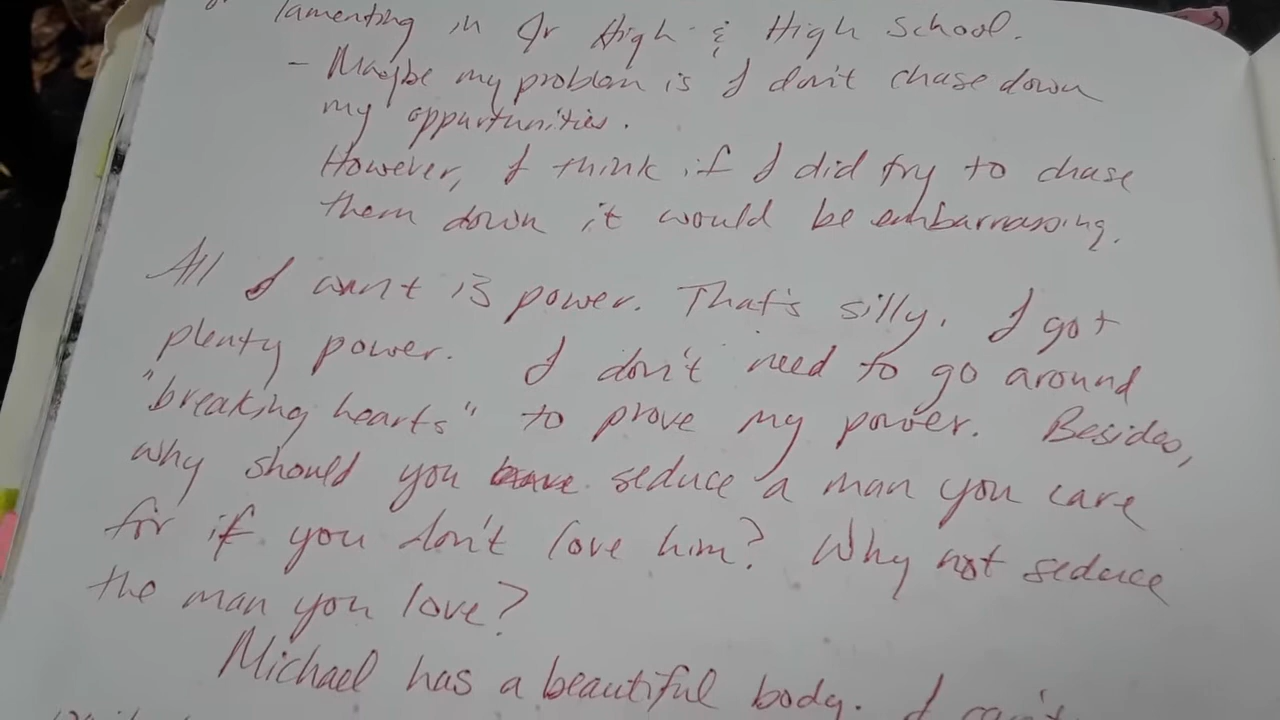 lamenting in Jr High & High School.
- Maybe my problem is I don't chase down
my oppurtunities.
However, I think if I did try to chase
them down it would be embarrassing.
All I want is power. That's silly. I got
plenty power. I don't need to go around
"breaking hearts" to prove my power. Besides,
why should you seduce a man you care
for if you don't love him? Why not seduce
the man you love?
Michael has a beautiful body. I can't